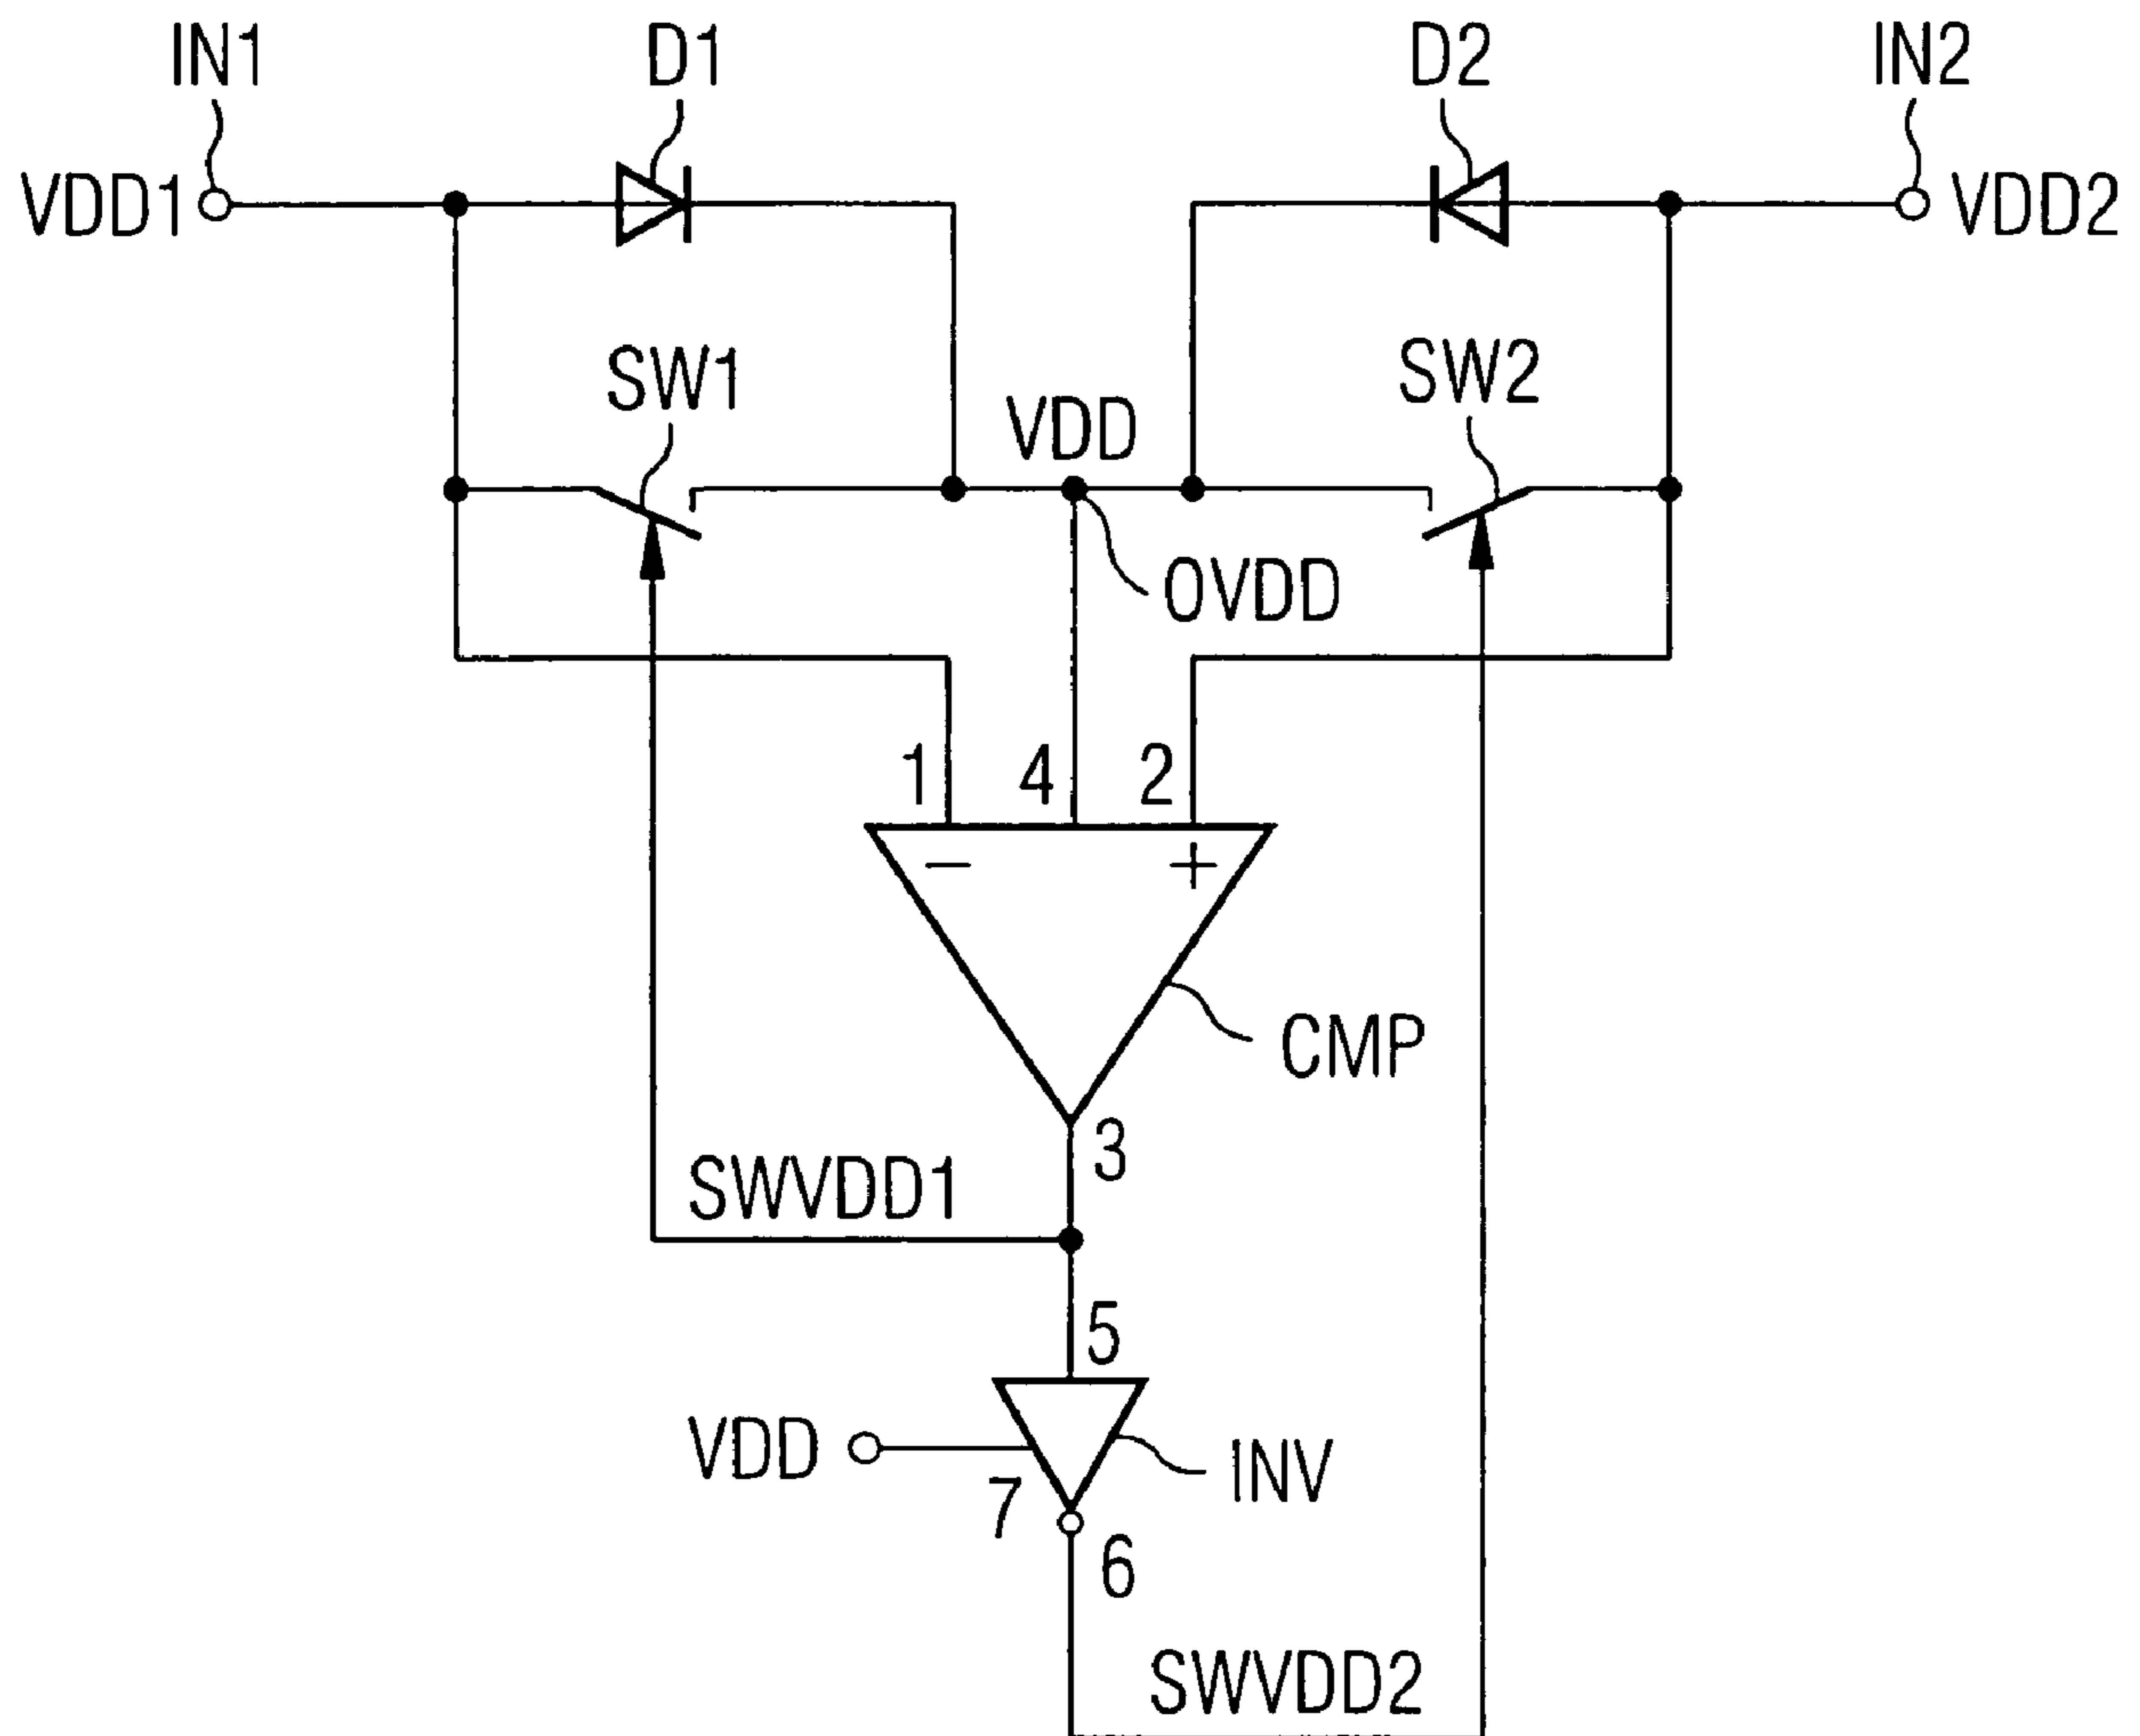 IN1 D1 D2 IN2
VDD1 VDD2
SW1 SW2
VDD
OVDD
1 4 2
− +
CMP
3
SWVDD1
5
VDD INV
7
6
SWVDD2